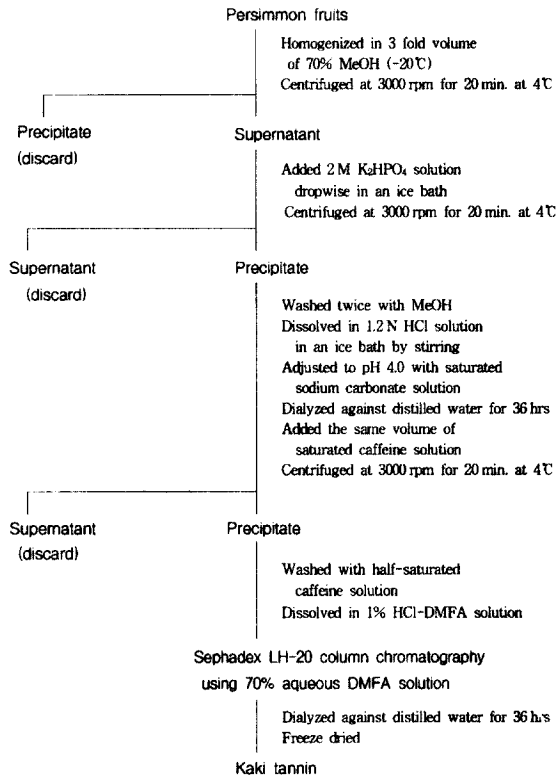 Persimmon fruits
Homogenized in 3 fold volume
of 70% MeOH (-20℃)
Centrifuged at 3000 rpm for 20 min. at 4℃
Precipitate
(discard)
Supernatant
Added 2 M K₂HPO₄ solution
dropwise in an ice bath
Centrifuged at 3000 rpm for 20 min. at 4℃
Supernatant
(discard)
Precipitate
Washed twice with MeOH
Dissolved in 1.2 N HCl solution
in an ice bath by stirring
Adjusted to pH 4.0 with saturated
sodium carbonate solution
Dialyzed against distilled water for 36 hrs
Added the same volume of
saturated caffeine solution
Centrifuged at 3000 rpm for 20 min. at 4℃
Supernatant
(discard)
Precipitate
Washed with half-saturated
caffeine solution
Dissolved in 1% HCl-DMFA solution
Sephadex LH-20 column chromatography
using 70% aqueous DMFA solution
Dialyzed against distilled water for 36 hrs
Freeze dried
Kaki tannin